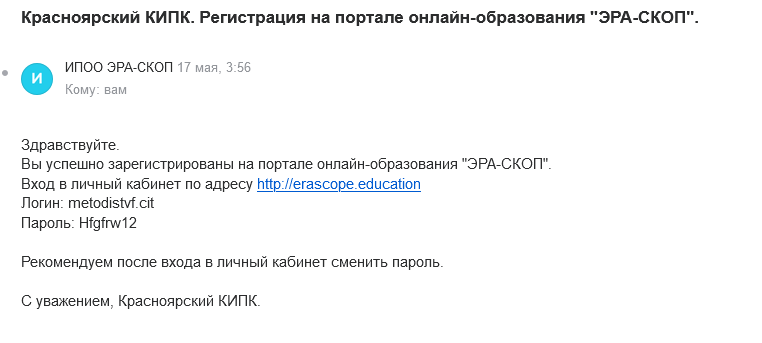 Красноярский КИПК. Регистрация на портале онлайн-образования "ЭРА-СКОП".
И
ИПОО ЭРА-СКОП 17 мая, 3:56
Кому: вам
Здравствуйте.
Вы успешно зарегистрированы на портале онлайн-образования "ЭРА-СКОП".
Вход в личный кабинет по адресу http://erascope.education
Логин: metodistvf.cit
Пароль: Hfgfrw12
Рекомендуем после входа в личный кабинет сменить пароль.
С уважением, Красноярский КИПК.